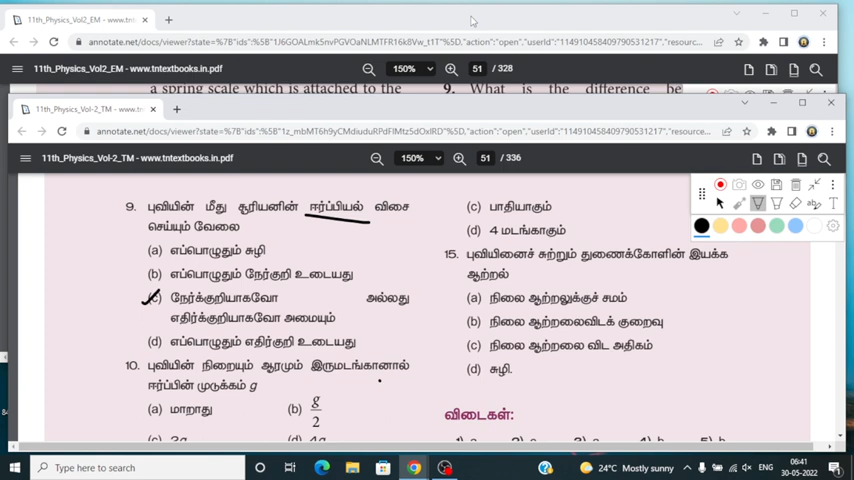 11th_Physics_Vol2_EM - www.tnt
annotate.net/docs/viewer?state=%7B"ids"%3A%5B"1J6GOALmk5nvPGVOaNLMTFR16k8Vw_t1T"%5D,"action":"open","userId":"114910458409790531217","resourc...
11th_Physics_Vol2_EM - www.tntextbooks.in.pdf
150%
51 / 328
a spring scale which is attached to the
9. What is the difference be
11th_Physics_Vol-2_TM - www.tn
annotate.net/docs/viewer?state=%7B"ids"%3A%5B"1z_mbMT6h9yCMdiuduRPdFIMtz5dOxIRD"%5D,"action":"open","userId":"114910458409790531217","resource...
11th_Physics_Vol-2_TM - www.tntextbooks.in.pdf
150%
51 / 336
9. புவியின் மீது சூரியனின் ஈர்ப்பியல் விசை
செய்யும் வேலை
(a) எப்பொழுதும் சுழி
(b) எப்பொழுதும் நேர்குறி உடையது
(c) நேர்க்குறியாகவோ அல்லது
எதிர்க்குறியாகவோ அமையும்
(d) எப்பொழுதும் எதிர்குறி உடையது
10. புவியின் நிறையும் ஆரமும் இருமடங்கானால்
ஈர்ப்பின் முடுக்கம் g
(a) மாறாது (b) g/2
(c) 2g (d) 4g
(c) பாதியாகும்
(d) 4 மடங்காகும்
15. புவியினைச் சுற்றும் துணைக்கோளின் இயக்க
ஆற்றல்
(a) நிலை ஆற்றலுக்குச் சமம்
(b) நிலை ஆற்றலைவிடக் குறைவு
(c) நிலை ஆற்றலை விட அதிகம்
(d) சுழி.
விடைகள்:
Type here to search
24°C Mostly sunny
ENG
06:41
30-05-2022